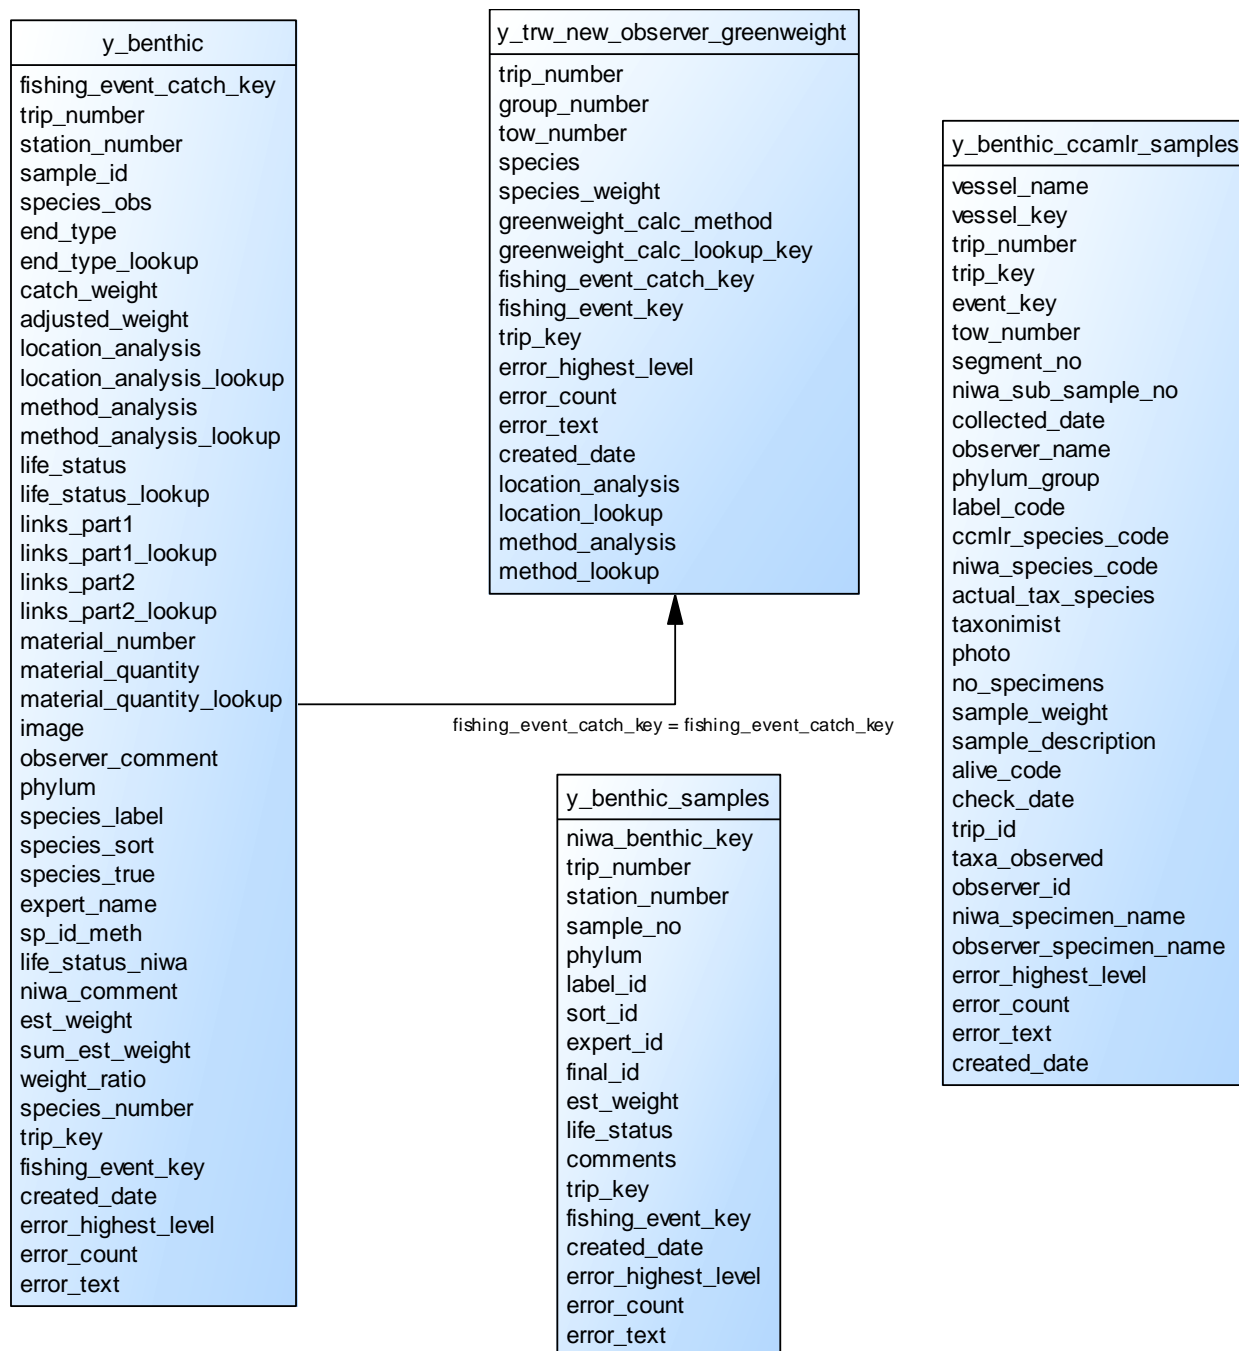 y_benthic
fishing_event_catch_key
trip_number
station_number
sample_id
species_obs
end_type
end_type_lookup
catch_weight
adjusted_weight
location_analysis
location_analysis_lookup
method_analysis
method_analysis_lookup
life_status
life_status_lookup
links_part1
links_part1_lookup
links_part2
links_part2_lookup
material_number
material_quantity
material_quantity_lookup
image
observer_comment
phylum
species_label
species_sort
species_true
expert_name
sp_id_meth
life_status_niwa
niwa_comment
est_weight
sum_est_weight
weight_ratio
species_number
trip_key
fishing_event_key
created_date
error_highest_level
error_count
error_text
y_trw_new_observer_greenweight
trip_number
group_number
tow_number
species
species_weight
greenweight_calc_method
greenweight_calc_lookup_key
fishing_event_catch_key
fishing_event_key
trip_key
error_highest_level
error_count
error_text
created_date
location_analysis
location_lookup
method_analysis
method_lookup
fishing_event_catch_key = fishing_event_catch_key
y_benthic_samples
niwa_benthic_key
trip_number
station_number
sample_no
phylum
label_id
sort_id
expert_id
final_id
est_weight
life_status
comments
trip_key
fishing_event_key
created_date
error_highest_level
error_count
error_text
y_benthic_ccamlr_samples
vessel_name
vessel_key
trip_number
trip_key
event_key
tow_number
segment_no
niwa_sub_sample_no
collected_date
observer_name
phylum_group
label_code
ccmlr_species_code
niwa_species_code
actual_tax_species
taxonimist
photo
no_specimens
sample_weight
sample_description
alive_code
check_date
trip_id
taxa_observed
observer_id
niwa_specimen_name
observer_specimen_name
error_highest_level
error_count
error_text
created_date